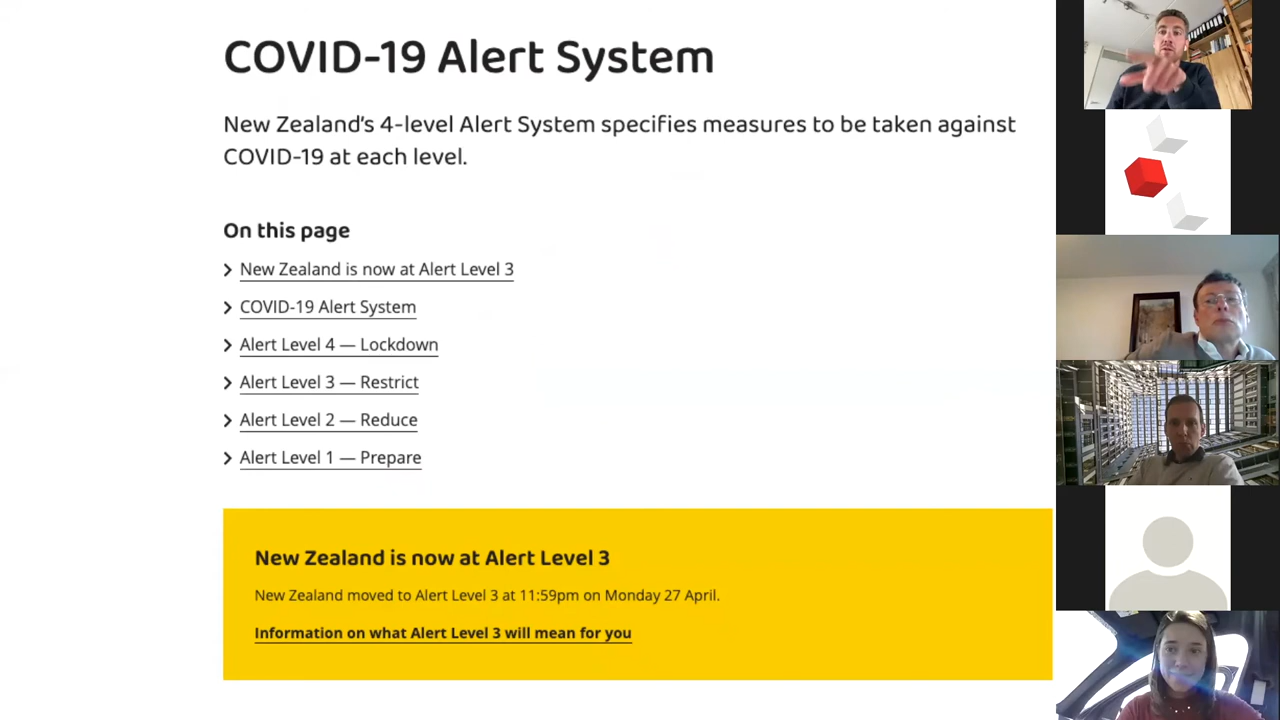 COVID-19 Alert System
New Zealand's 4-level Alert System specifies measures to be taken against
COVID-19 at each level.
On this page
New Zealand is now at Alert Level 3
COVID-19 Alert System
Alert Level 4 — Lockdown
Alert Level 3 — Restrict
Alert Level 2 — Reduce
Alert Level 1 — Prepare
New Zealand is now at Alert Level 3
New Zealand moved to Alert Level 3 at 11:59pm on Monday 27 April.
Information on what Alert Level 3 will mean for you